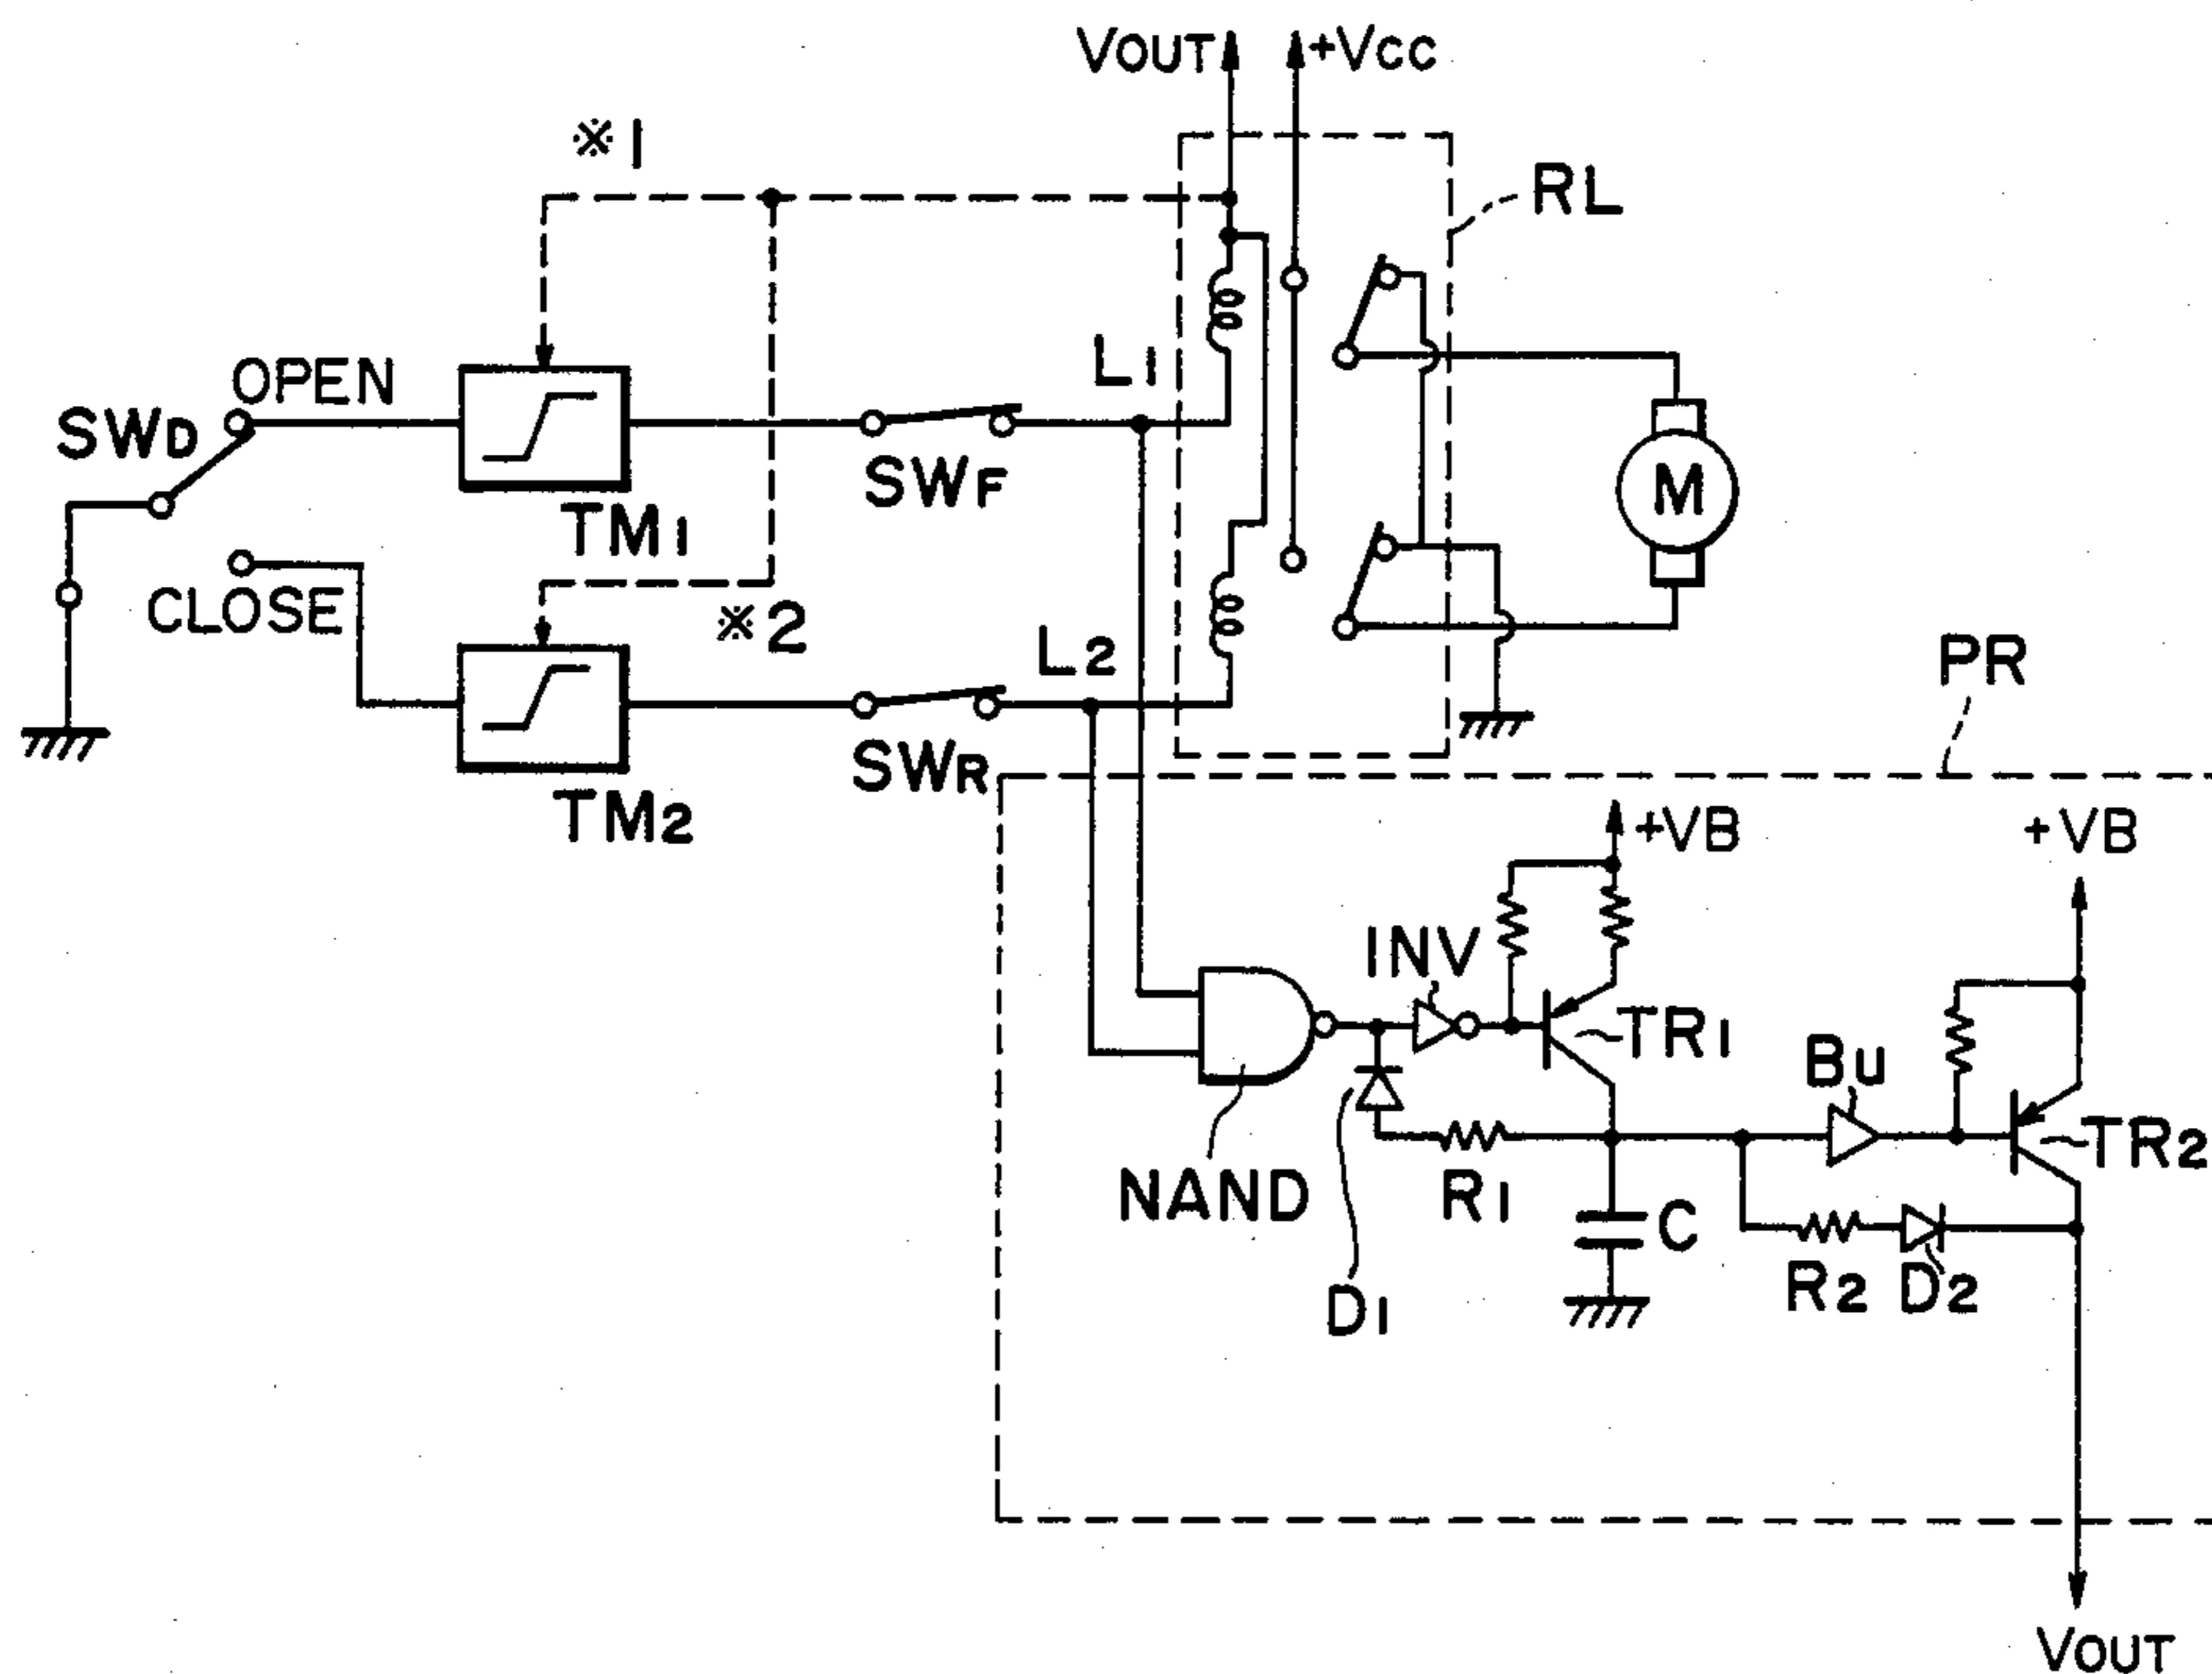 VOUT
+VCC
※1
RL
OPEN
L1
SWD
SWF
M
TM1
CLOSE
※2
L2
PR
SWR
TM2
+VB
+VB
INV
TR1
BU
TR2
NAND
R1
C
R2
D2
D1
VOUT